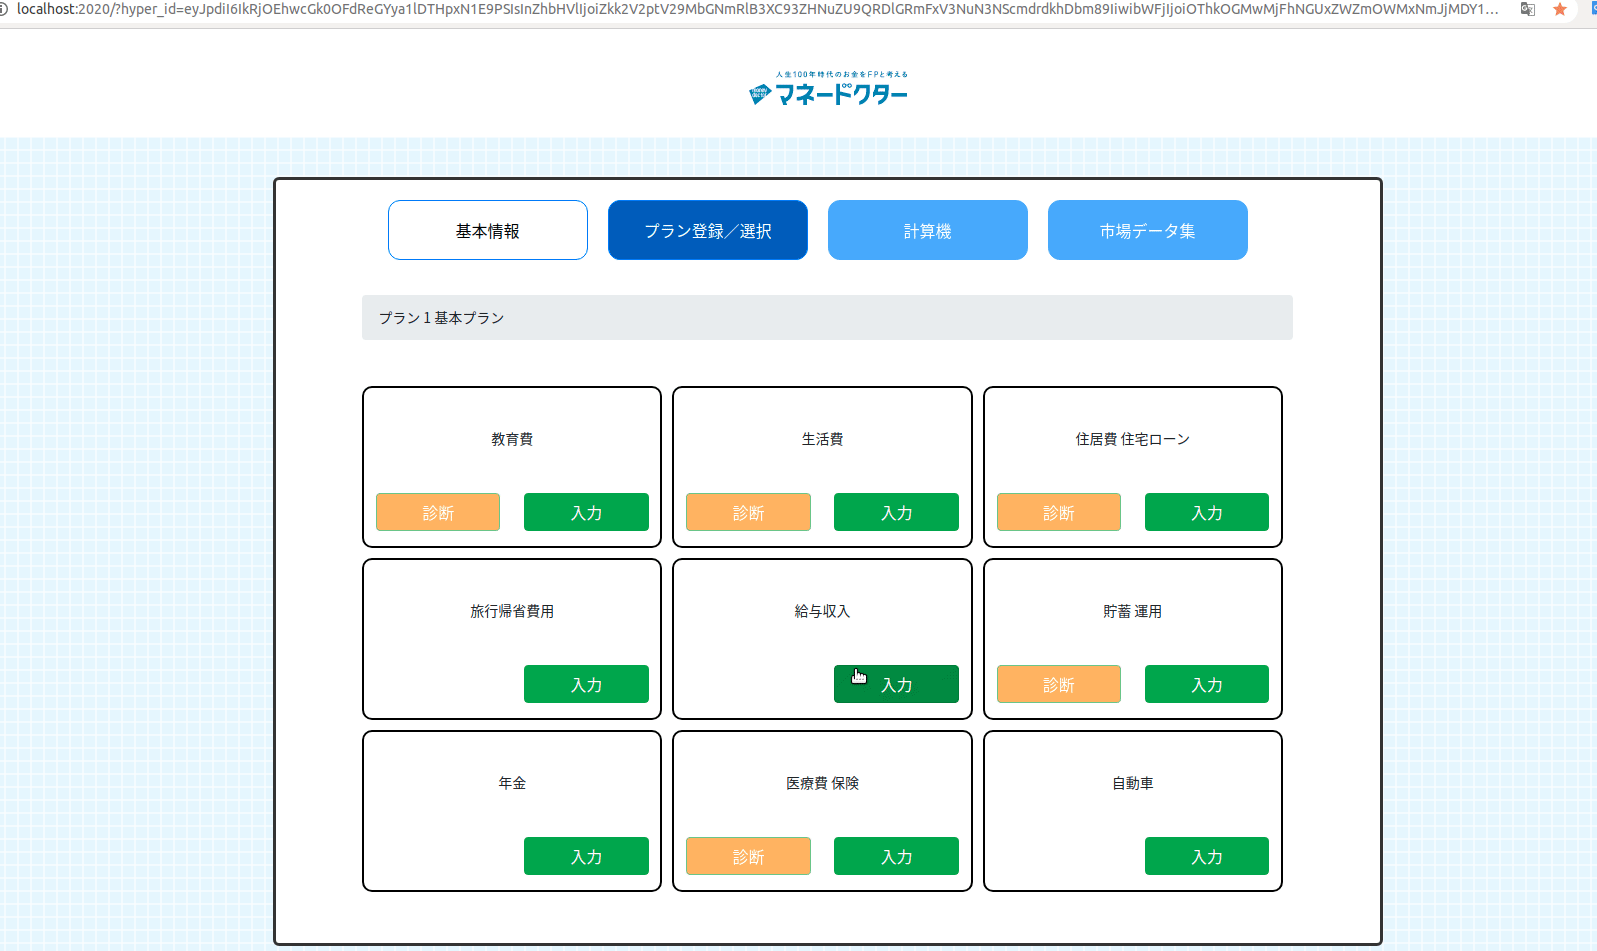 人生100年時代のお金をFPと考える
マネードクター
基本情報
プラン登録／選択
計算機
市場データ集
プラン 1 基本プラン
教育費
生活費
住居費 住宅ローン
診断
入力
診断
入力
診断
入力
旅行帰省費用
給与収入
貯蓄 運用
入力
入力
診断
入力
年金
医療費 保険
自動車
入力
診断
入力
入力